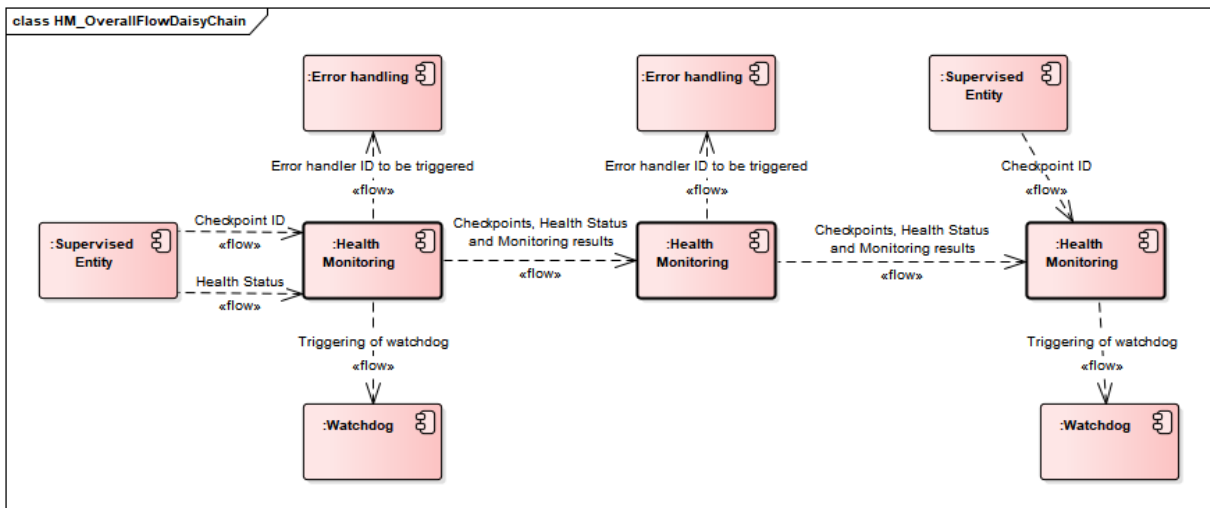 class HM_OverallFlowDaisyChain
:Error handling
:Error handling
:Supervised
Entity
Error handler ID to be triggered
«flow»
Error handler ID to be triggered
«flow»
Checkpoint ID
«flow»
:Supervised
Entity
Checkpoint ID
«flow»
Health Status
«flow»
:Health
Monitoring
Checkpoints, Health Status
and Monitoring results
«flow»
:Health
Monitoring
Checkpoints, Health Status
and Monitoring results
«flow»
:Health
Monitoring
Triggering of watchdog
«flow»
Triggering of watchdog
«flow»
:Watchdog
:Watchdog